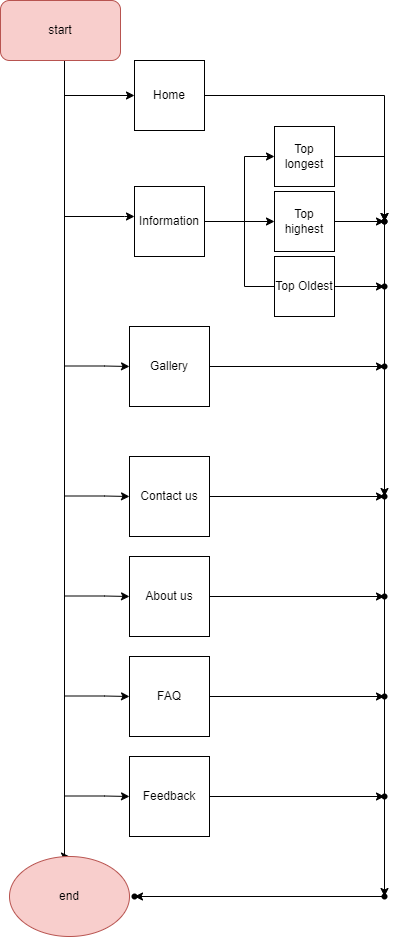 start
Home
Top
longest
Information
Top
highest
Top Oldest
Gallery
Contact us
About us
FAQ
Feedback
end